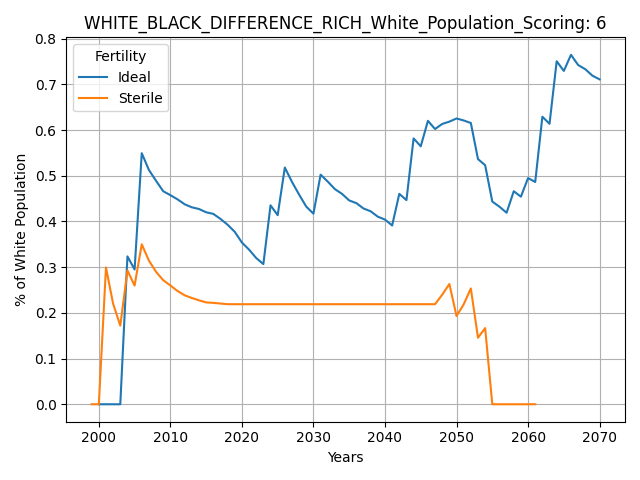 WHITE_BLACK_DIFFERENCE_RICH_White_Population_Scoring: 6
Fertility
Ideal
Sterile
% of White Population
0.8
0.7
0.6
0.5
0.4
0.3
0.2
0.1
0.0
2000 2010 2020 2030 2040 2050 2060 2070
Years